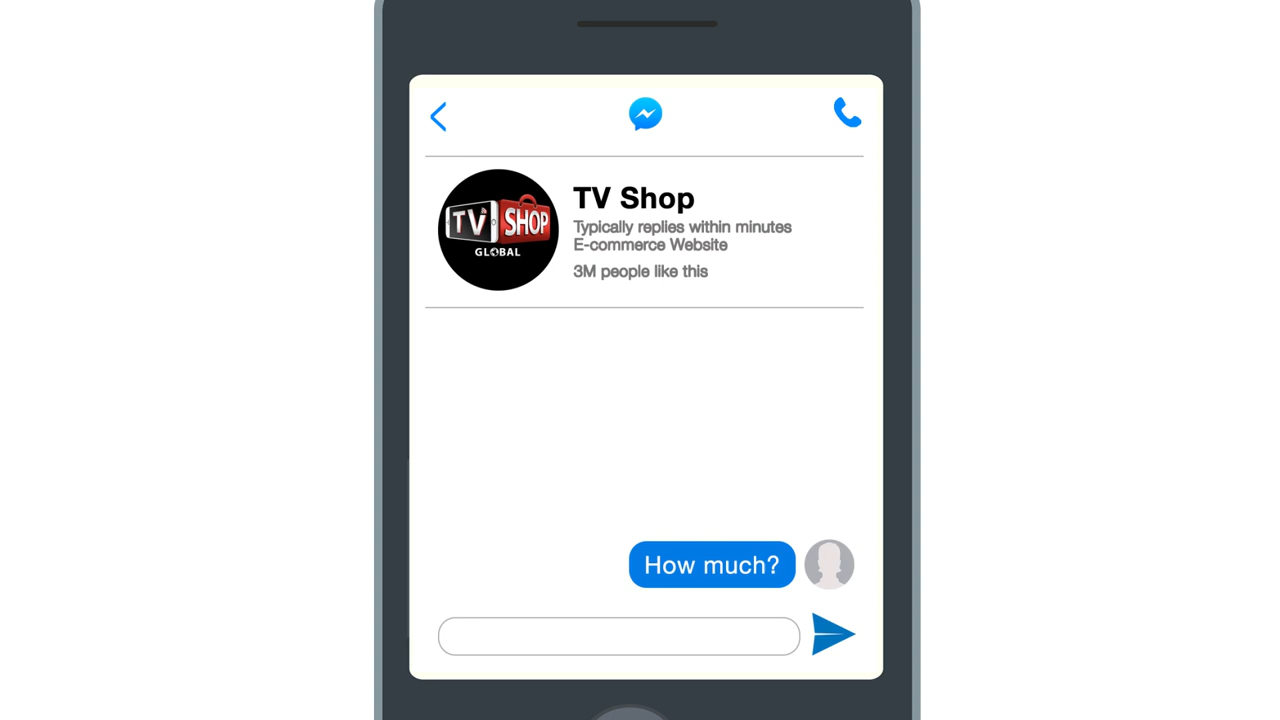 TV SHOP
GLOBAL
TV Shop
Typically replies within minutes
E-commerce Website
3M people like this
How much?